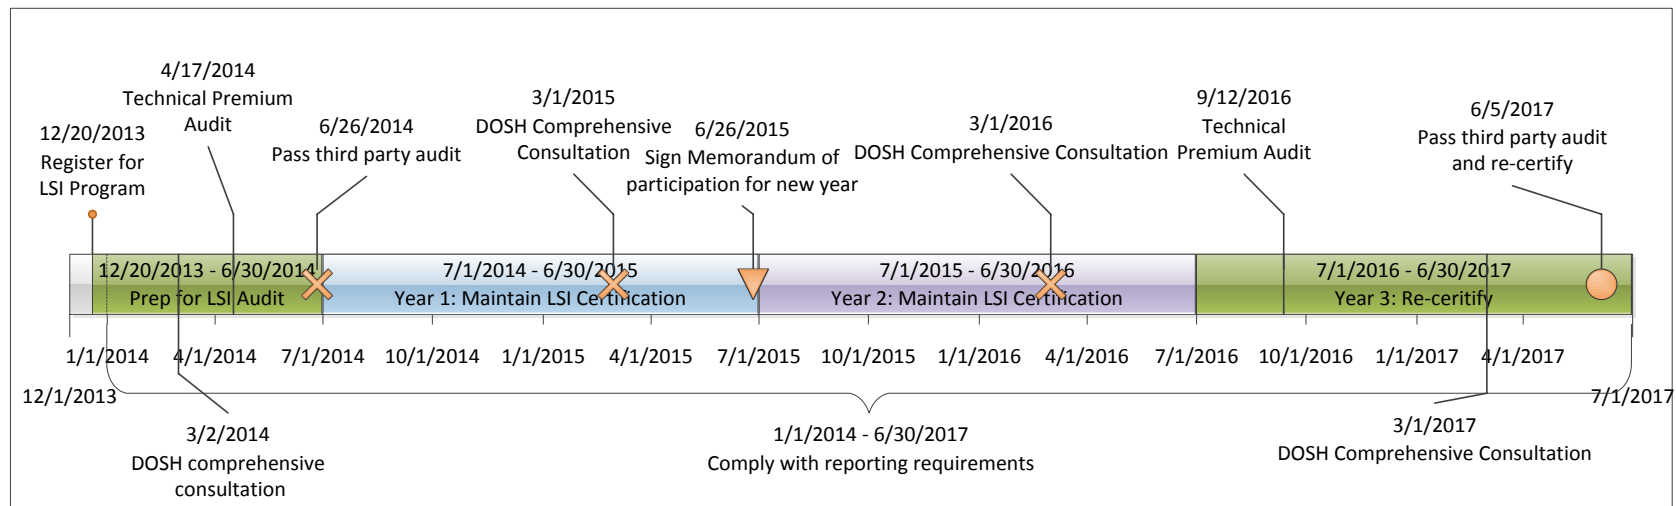 12/20/2013
Register for
LSI Program
4/17/2014
Technical Premium
Audit
6/26/2014
Pass third party audit
3/1/2015
DOSH Comprehensive
Consultation
6/26/2015
Sign Memorandum of
participation for new year
3/1/2016
DOSH Comprehensive Consultation
9/12/2016
Technical
Premium Audit
6/5/2017
Pass third party audit
and re-certify
12/20/2013 - 6/30/2014
Prep for LSI Audit
7/1/2014 - 6/30/2015
Year 1: Maintain LSI Certification
7/1/2015 - 6/30/2016
Year 2: Maintain LSI Certification
7/1/2016 - 6/30/2017
Year 3: Re-ceritify
1/1/2014 4/1/2014 7/1/2014 10/1/2014 1/1/2015 4/1/2015 7/1/2015 10/1/2015 1/1/2016 4/1/2016 7/1/2016 10/1/2016 1/1/2017 4/1/2017
12/1/2013 7/1/2017
3/2/2014
DOSH comprehensive
consultation
1/1/2014 - 6/30/2017
Comply with reporting requirements
3/1/2017
DOSH Comprehensive Consultation